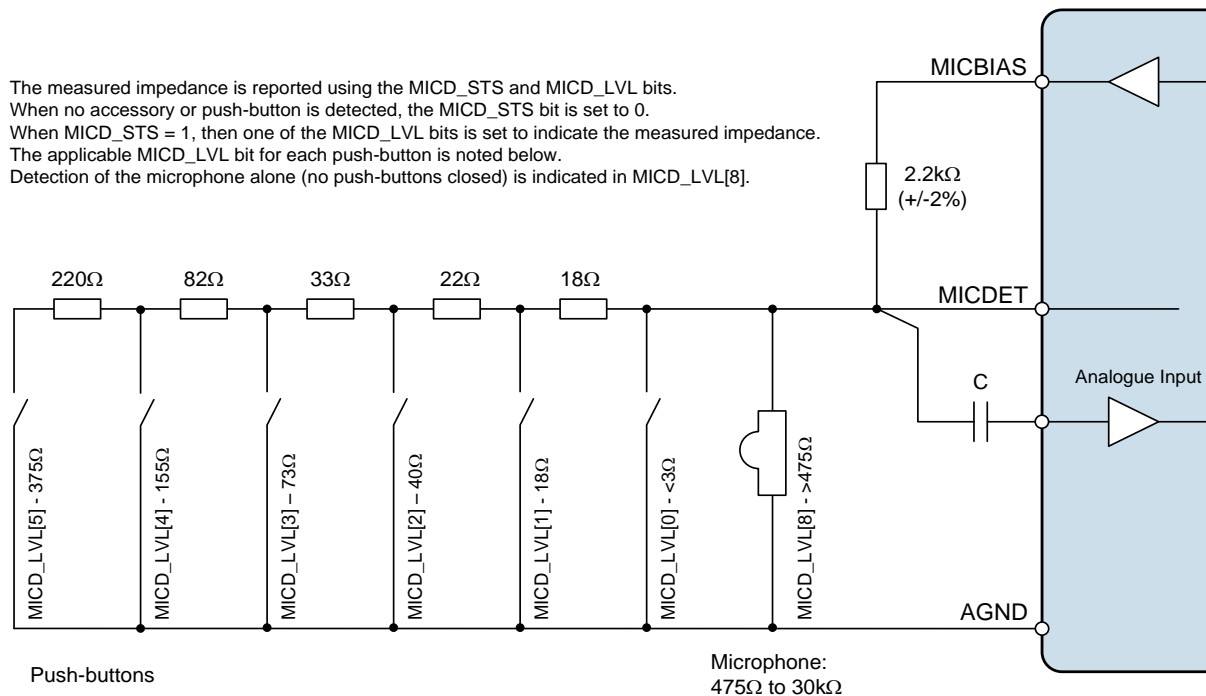 The measured impedance is reported using the MICD_STS and MICD_LVL bits.
When no accessory or push-button is detected, the MICD_STS bit is set to 0.
When MICD_STS = 1, then one of the MICD_LVL bits is set to indicate the measured impedance.
The applicable MICD_LVL bit for each push-button is noted below.
Detection of the microphone alone (no push-buttons closed) is indicated in MICD_LVL[8].
MICBIAS
2.2kΩ
(+/-2%)
220Ω
82Ω
33Ω
22Ω
18Ω
MICDET
C
Analogue Input
MICD_LVL[5] - 375Ω
MICD_LVL[4] - 155Ω
MICD_LVL[3] – 73Ω
MICD_LVL[2] – 40Ω
MICD_LVL[1] - 18Ω
MICD_LVL[0] - <3Ω
MICD_LVL[8] - >475Ω
AGND
Push-buttons
Microphone:
475Ω to 30kΩ